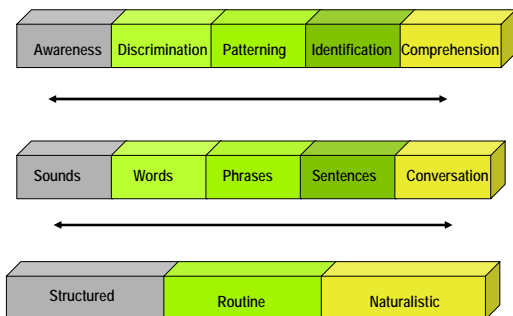 Awareness Discrimination Patterning Identification Comprehension
Sounds Words Phrases Sentences Conversation
Structured Routine Naturalistic